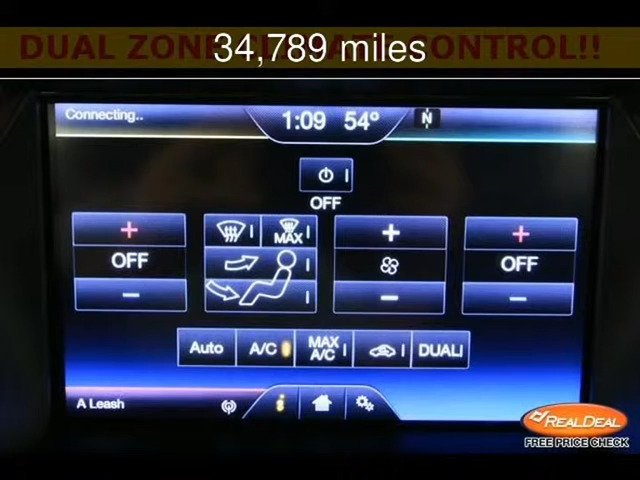 DUAL ZONE CLIMATE CONTROL!!
34,789 miles
Connecting..
1:09 54° N
OFF
MAX
OFF
OFF
Auto A/C MAX A/C DUAL
A Leash
i
REALDEAL
FREE PRICE CHECK